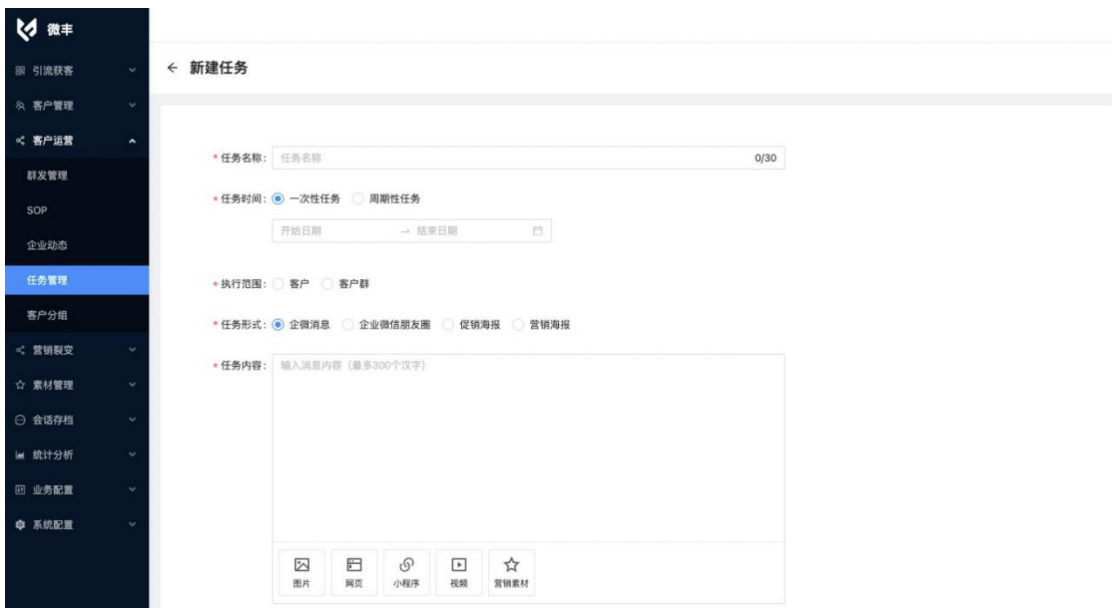 微丰
引流获客
客户管理
客户运营
群发管理
SOP
企业动态
任务管理
客户分组
营销裂变
素材管理
会话存档
统计分析
业务配置
系统配置
← 新建任务
* 任务名称： 任务名称 0/30
* 任务时间： 一次性任务 周期性任务
开始日期 → 结束日期
* 执行范围： 客户 客户群
* 任务形式： 企微消息 企业微信朋友圈 促销海报 营销海报
* 任务内容： 输入消息内容（最多300个汉字）
图片 网页 小程序 视频 营销素材